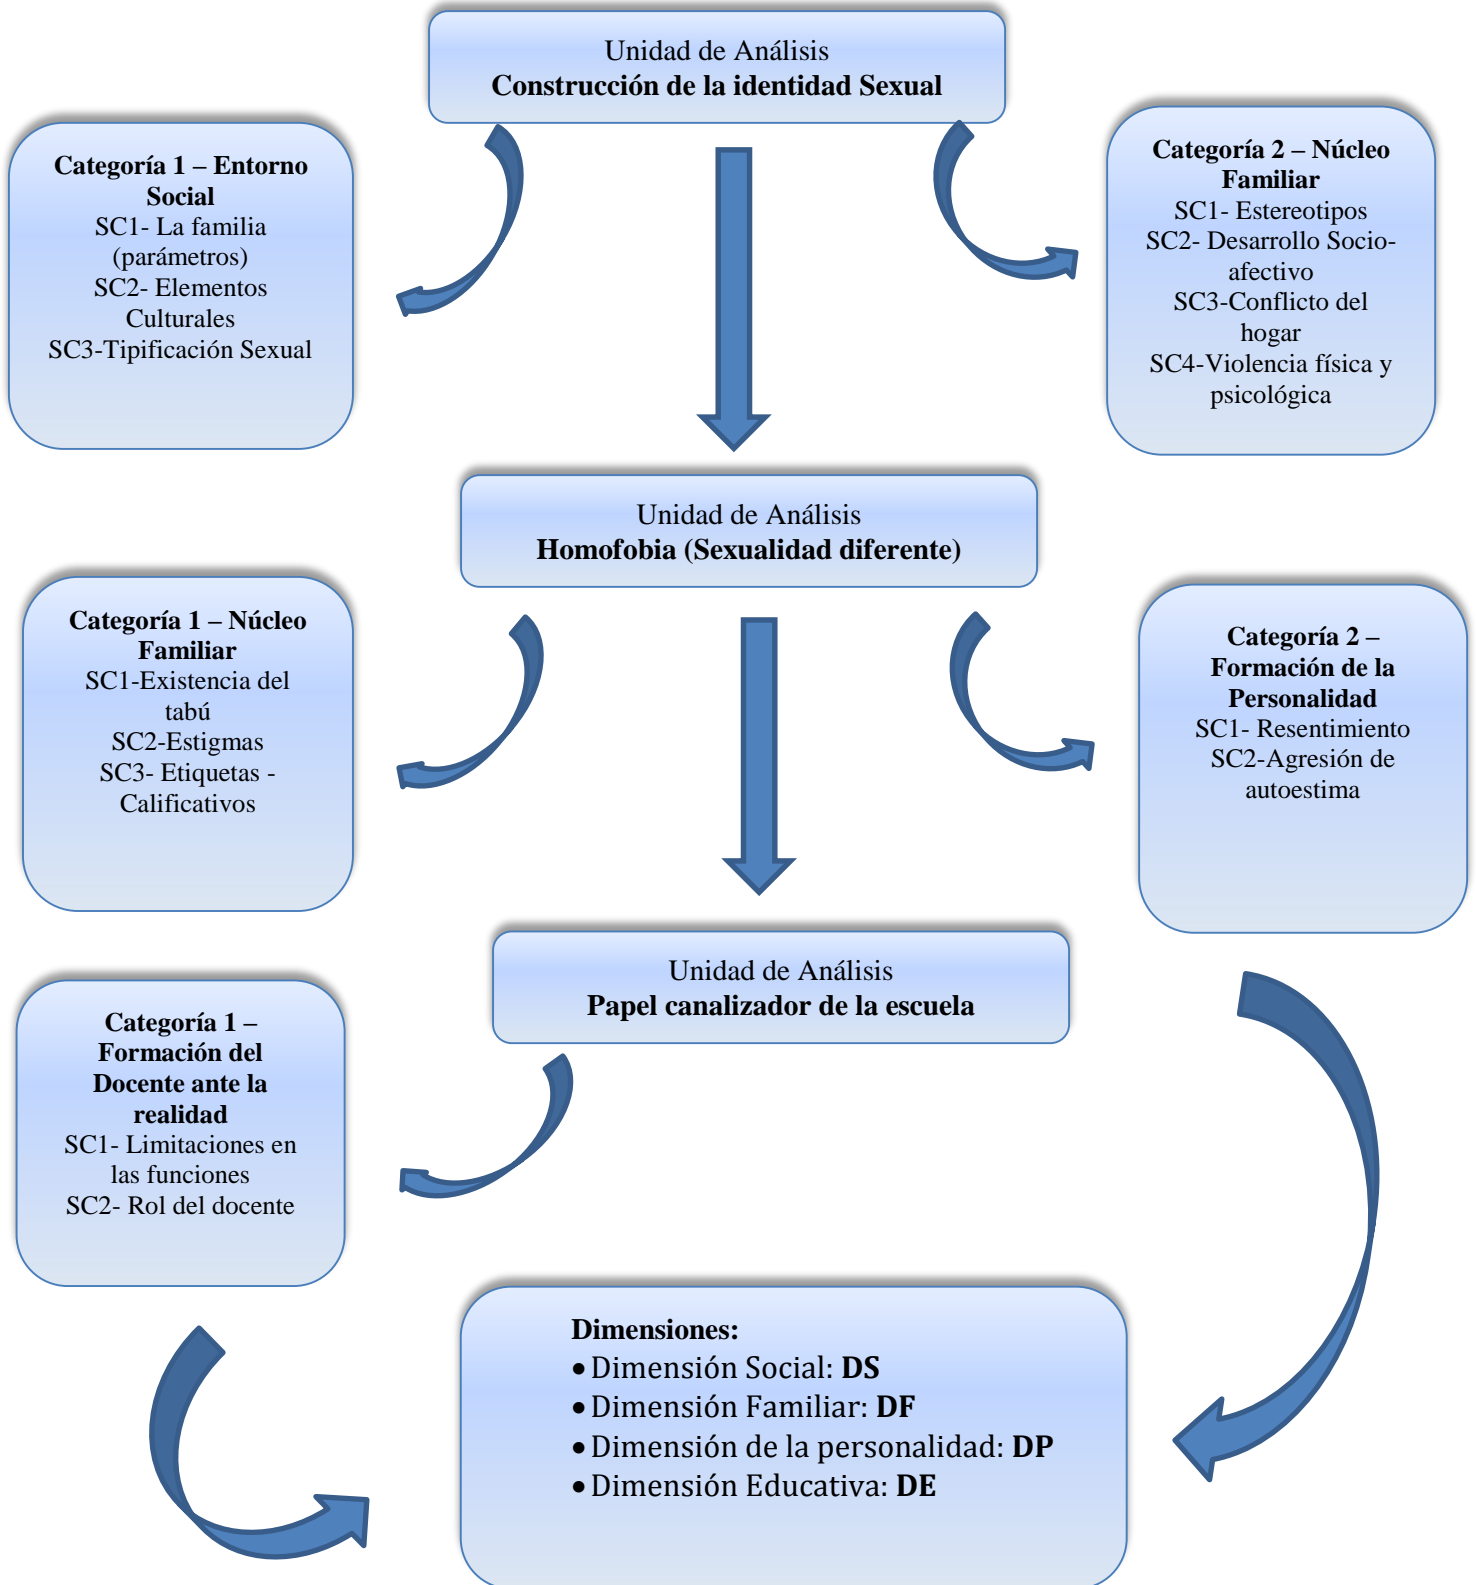 Unidad de Análisis
Construcción de la identidad Sexual
Categoría 1 – Entorno
Social
SC1- La familia
(parámetros)
SC2- Elementos
Culturales
SC3-Tipificación Sexual
Categoría 2 – Núcleo
Familiar
SC1- Estereotipos
SC2- Desarrollo Socio-
afectivo
SC3-Conflicto del
hogar
SC4-Violencia física y
psicológica
Unidad de Análisis
Homofobia (Sexualidad diferente)
Categoría 1 – Núcleo
Familiar
SC1-Existencia del
tabú
SC2-Estigmas
SC3- Etiquetas -
Calificativos
Categoría 2 –
Formación de la
Personalidad
SC1- Resentimiento
SC2-Agresión de
autoestima
Unidad de Análisis
Papel canalizador de la escuela
Categoría 1 –
Formación del
Docente ante la
realidad
SC1- Limitaciones en
las funciones
SC2- Rol del docente
Dimensiones:
• Dimensión Social: DS
• Dimensión Familiar: DF
• Dimensión de la personalidad: DP
• Dimensión Educativa: DE